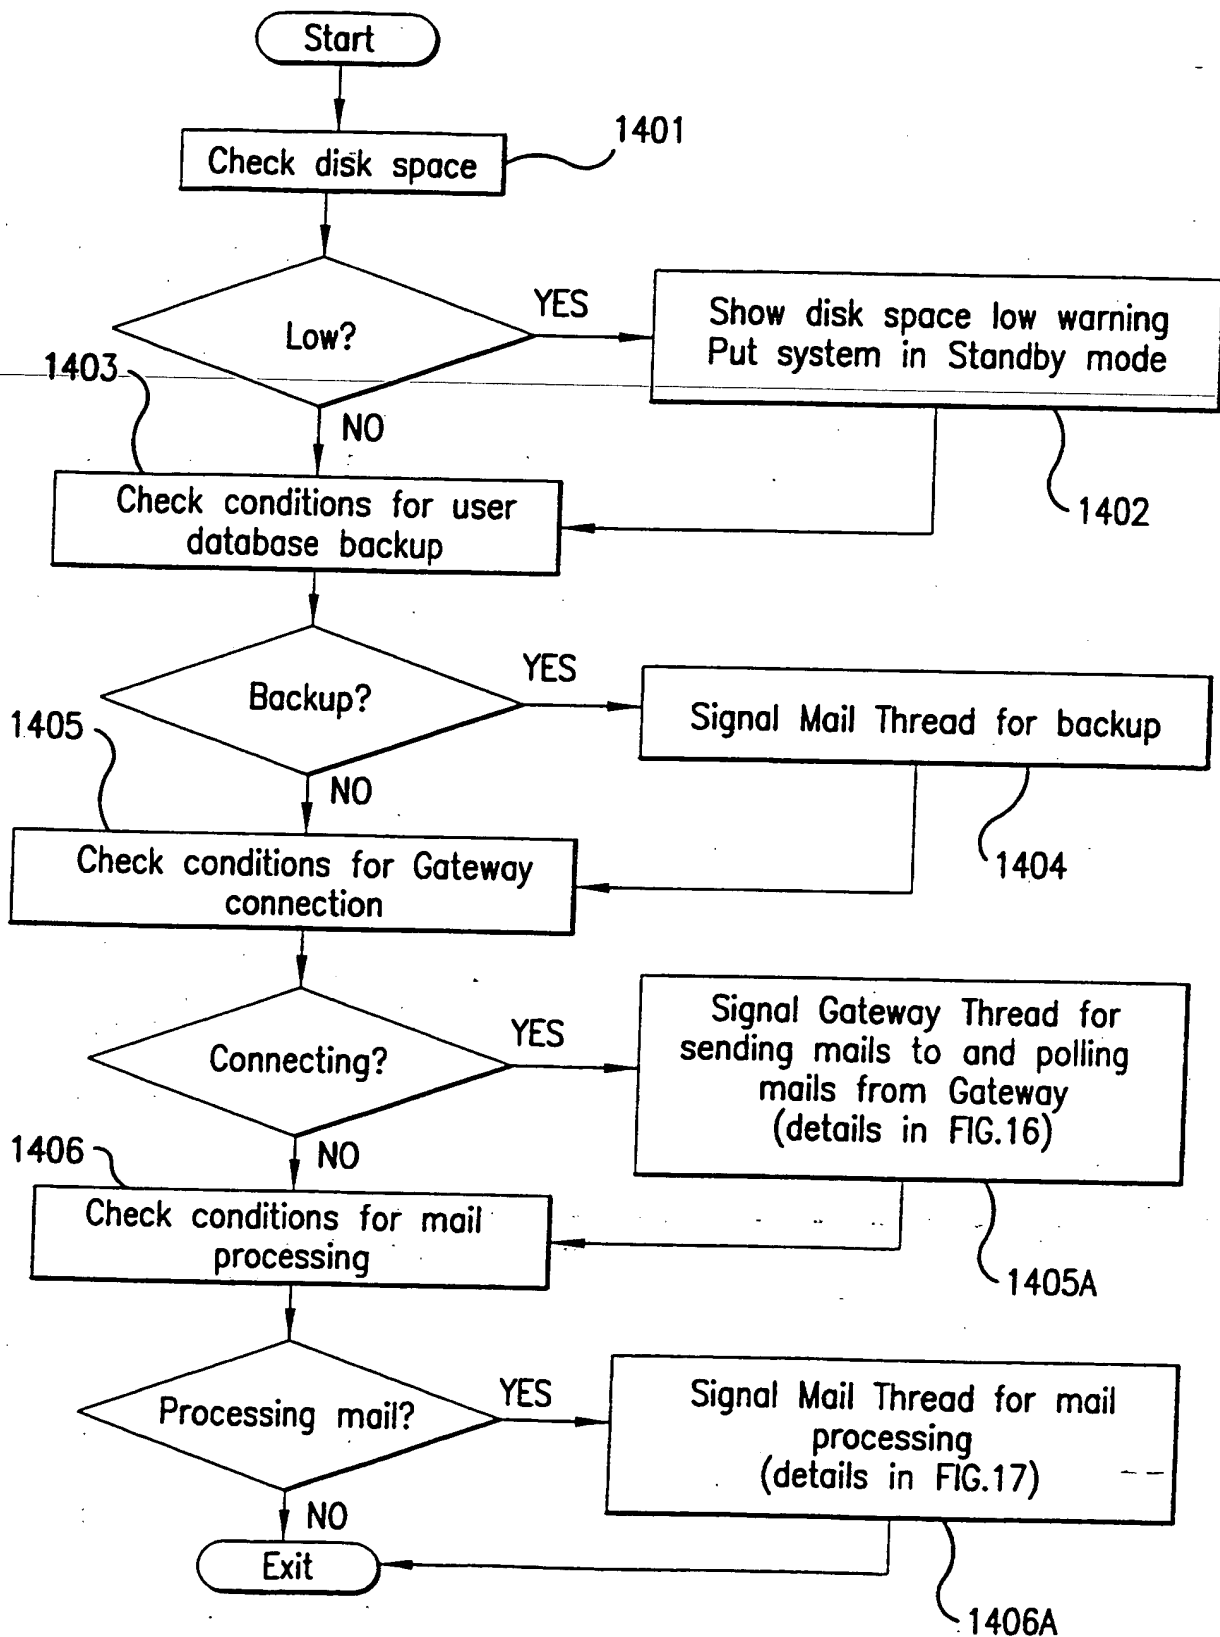 Start
1401
Check disk space
YES
Low?
Show disk space low warning
Put system in Standby mode
1403
NO
1402
Check conditions for user
database backup
YES
Backup?
Signal Mail Thread for backup
1405
NO
1404
Check conditions for Gateway
connection
YES
Connecting?
Signal Gateway Thread for
sending mails to and polling
mails from Gateway
(details in FIG.16)
1406
NO
1405A
Check conditions for mail
processing
YES
Processing mail?
Signal Mail Thread for mail
processing
(details in FIG.17)
NO
Exit
1406A